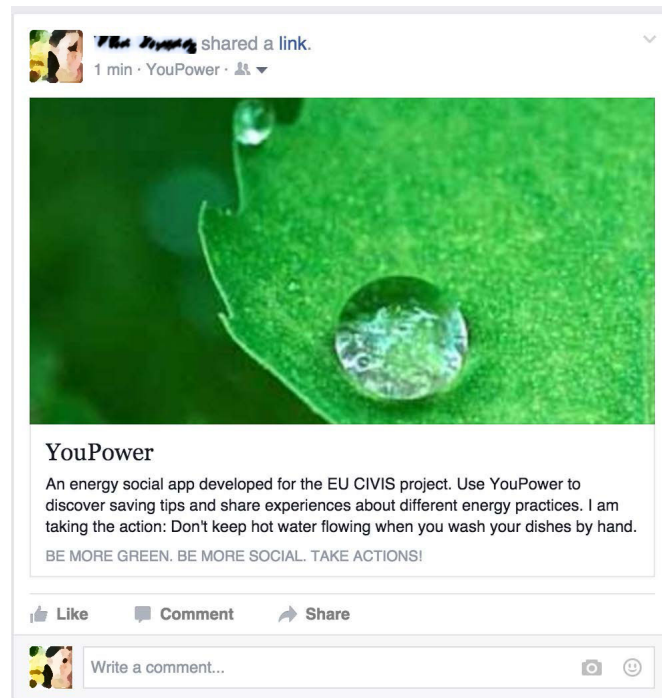 shared a link.
1 min · YouPower ·
YouPower
An energy social app developed for the EU CIVIS project. Use YouPower to
discover saving tips and share experiences about different energy practices. I am
taking the action: Don't keep hot water flowing when you wash your dishes by hand.
BE MORE GREEN. BE MORE SOCIAL. TAKE ACTIONS!
Like Comment Share
Write a comment...